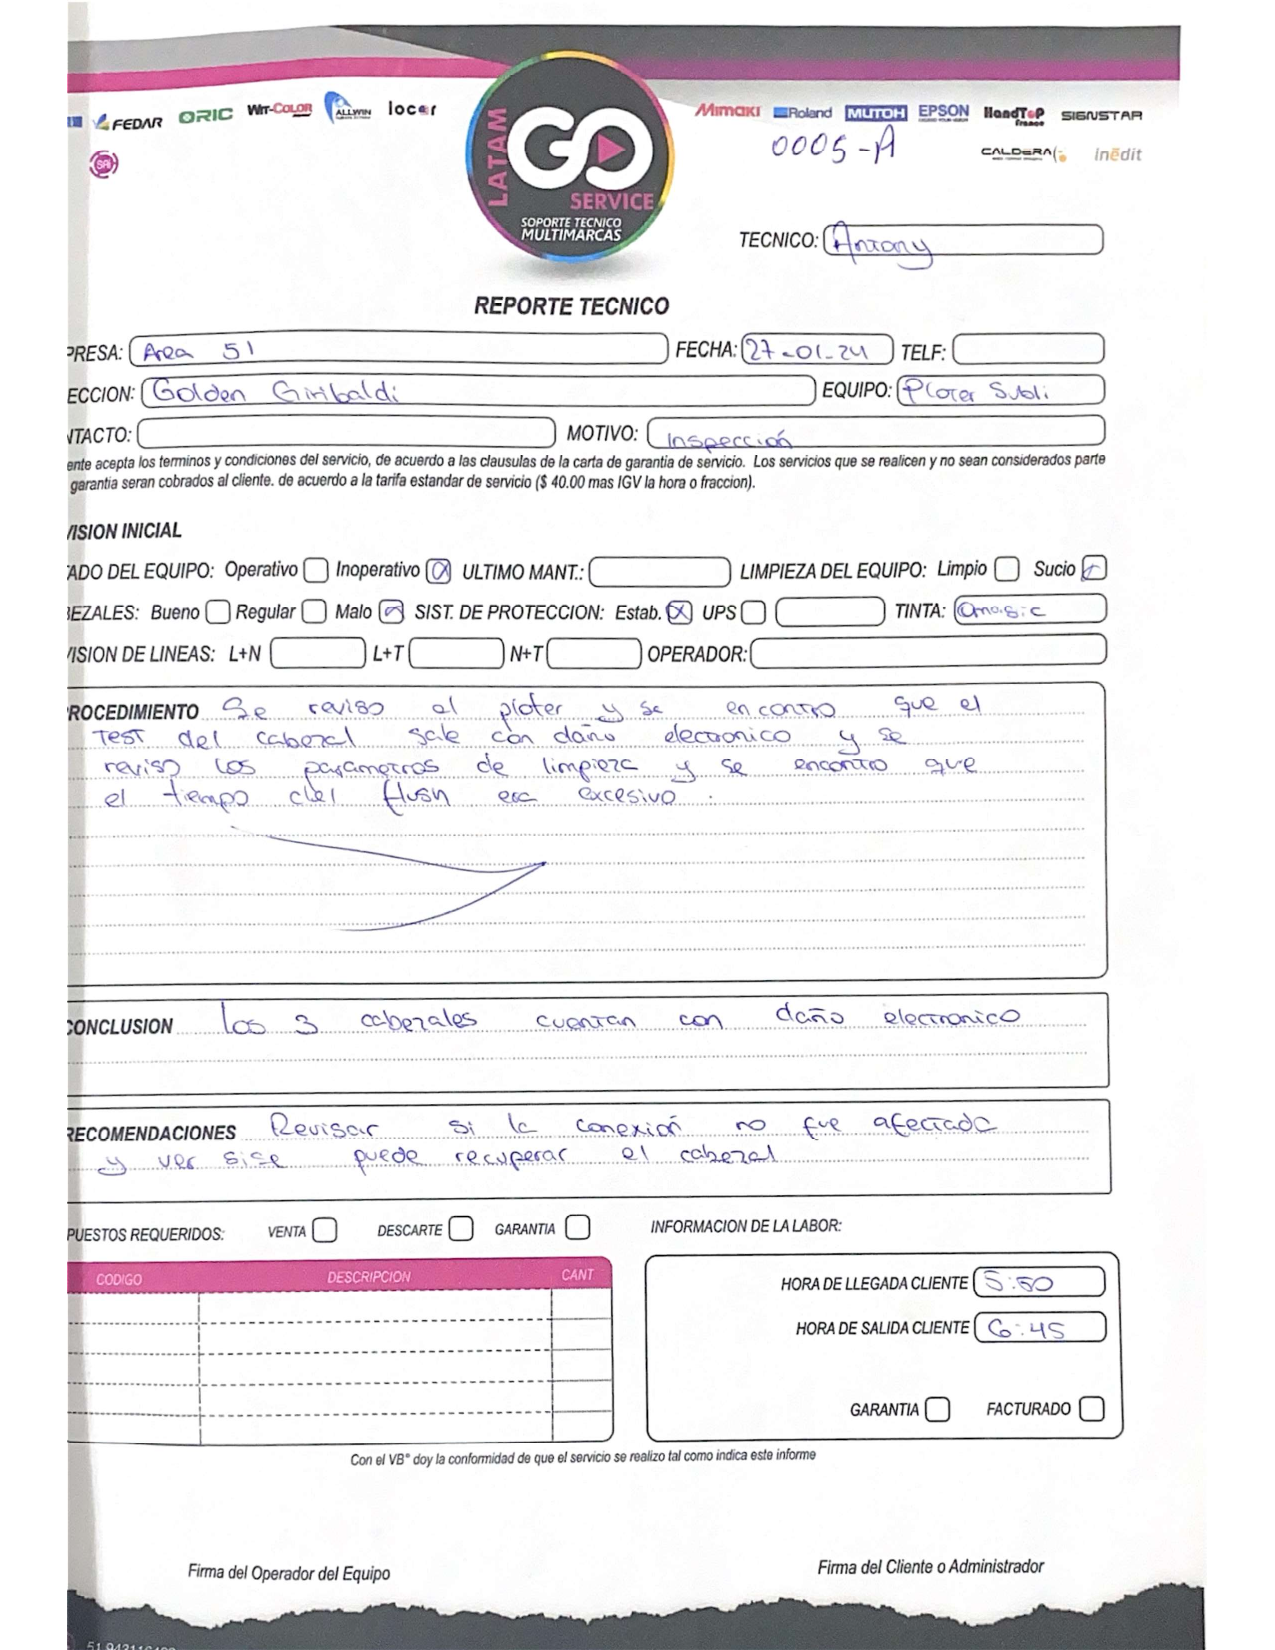 FEDAR ORIC WIT-COLOR ALLWIN locor
LATAM GO SERVICE
SOPORTE TECNICO
MULTIMARCAS
MIMAKI Roland MUTOH EPSON HandToP france SIGNSTAR
SAi
0005-A
CALDERA inēdit
TECNICO: Antony
REPORTE TECNICO
PRESA: Area 51 FECHA: 27-01-24 TELF:
ECCION: Golden Giribaldi EQUIPO: Ploter Subli
NTACTO: MOTIVO: Inspección
ente acepta los terminos y condiciones del servicio, de acuerdo a las clausulas de la carta de garantia de servicio. Los servicios que se realicen y no sean considerados parte
garantia seran cobrados al cliente. de acuerdo a la tarifa estandar de servicio ($ 40.00 mas IGV la hora o fraccion).
VISION INICIAL
ADO DEL EQUIPO: Operativo Inoperativo ULTIMO MANT.: LIMPIEZA DEL EQUIPO: Limpio Sucio
BEZALES: Bueno Regular Malo SIST. DE PROTECCION: Estab. UPS TINTA:
VISION DE LINEAS: L+N L+T N+T OPERADOR:
ROCEDIMIENTO Se reviso el ploter y se encontro que el
test del cabezal sale con daño electronico y se
reviso los parametros de limpieza y se encontro que
el tiempo del flush era excesivo.
CONCLUSION Los 3 cabezales cuentan con daño electronico
RECOMENDACIONES Revisar si la conexión no fue afectada
y ver si se puede recuperar el cabezal
PUESTOS REQUERIDOS: VENTA DESCARTE GARANTIA
INFORMACION DE LA LABOR:
CODIGO DESCRIPCION CANT
HORA DE LLEGADA CLIENTE 5:50
HORA DE SALIDA CLIENTE 6:45
GARANTIA FACTURADO
Con el VB° doy la conformidad de que el servicio se realizo tal como indica este informe
Firma del Operador del Equipo
Firma del Cliente o Administrador